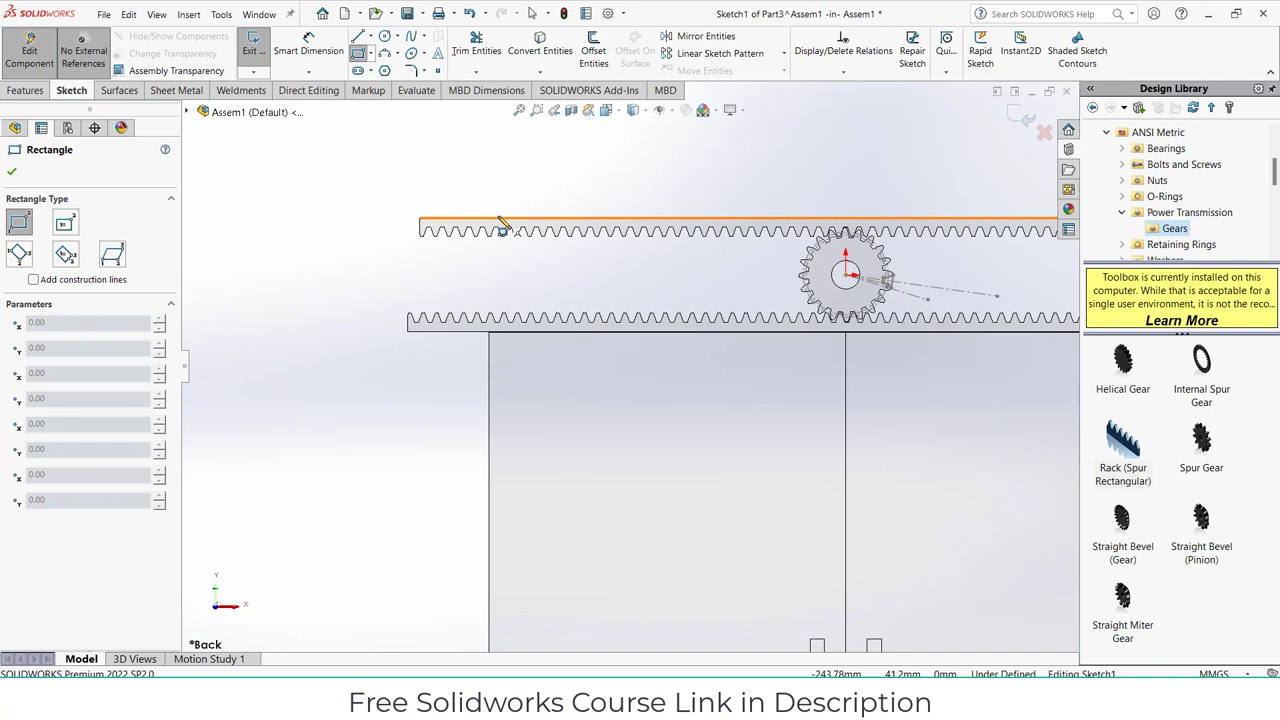 SOLIDWORKS
File
Edit
View
Insert
Tools
Window
Sketch1 of Part3^Assem1 -in- Assem1 *
Search SOLIDWORKS Help
Edit
Component
No External
References
Hide/Show Components
Change Transparency
Assembly Transparency
Exit ...
Smart Dimension
Trim Entities
Convert Entities
Offset
Entities
Offset On
Surface
Mirror Entities
Linear Sketch Pattern
Move Entities
Display/Delete Relations
Repair
Sketch
Qui...
Rapid
Sketch
Instant2D
Shaded Sketch
Contours
Features
Sketch
Surfaces
Sheet Metal
Weldments
Direct Editing
Markup
Evaluate
MBD Dimensions
SOLIDWORKS Add-Ins
MBD
Assem1 (Default) <...
Rectangle
Rectangle Type
Add construction lines
Parameters
0.00
0.00
0.00
0.00
0.00
0.00
0.00
0.00
Y
X
*Back
Design Library
ANSI Metric
Bearings
Bolts and Screws
Nuts
O-Rings
Power Transmission
Gears
Retaining Rings
Toolbox is currently installed on this
computer. While that is acceptable for a
single user environment, it is not the reco...
Learn More
Helical Gear
Internal Spur
Gear
Rack (Spur
Rectangular)
Spur Gear
Straight Bevel
(Gear)
Straight Bevel
(Pinion)
Straight Miter
Gear
Model
3D Views
Motion Study 1
SOLIDWORKS Premium 2022 SP2.0
-243.78mm
41.2mm
0mm
Under Defined
Editing Sketch1
MMGS
Free Solidworks Course Link in Description